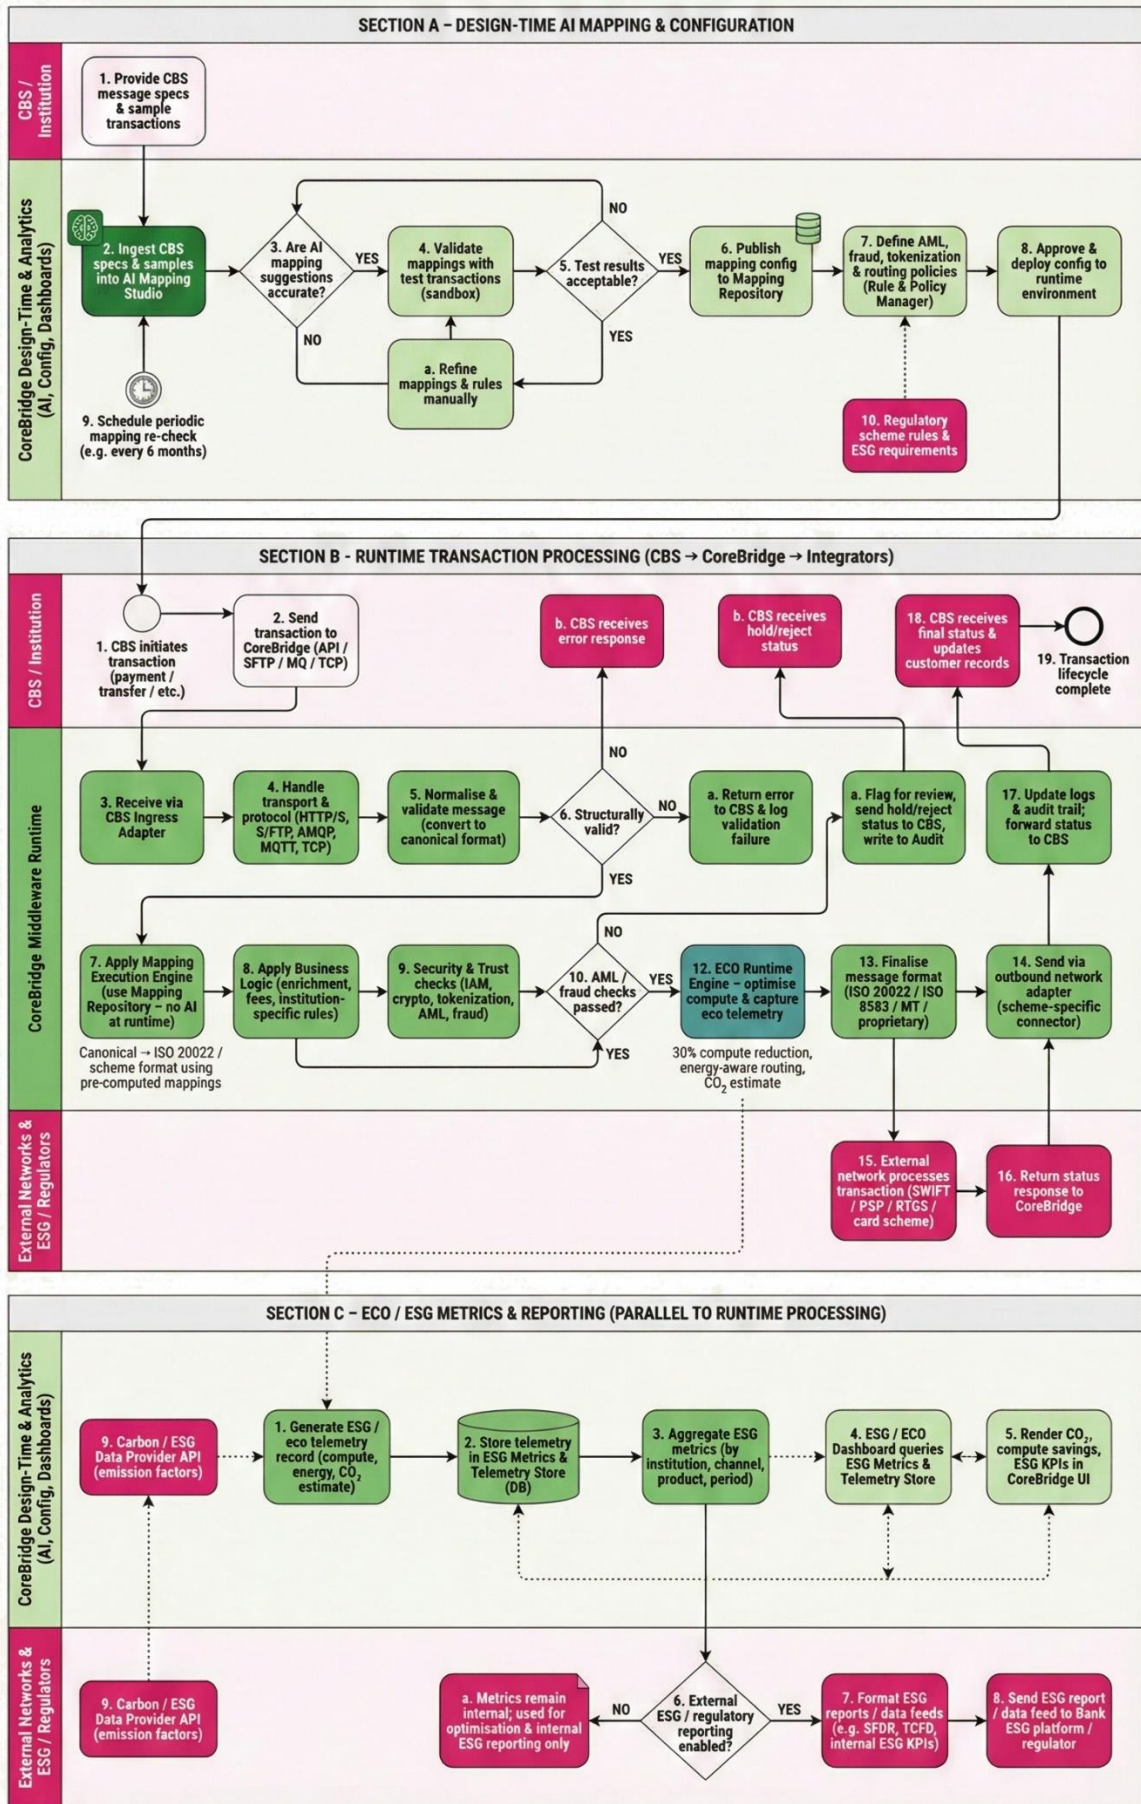 SECTION A – DESIGN-TIME AI MAPPING & CONFIGURATION
CBS /
Institution
1. Provide CBS
message specs
& sample
transactions
CoreBridge Design-Time & Analytics
(AI, Config, Dashboards)
2. Ingest CBS
specs & samples
into AI Mapping
Studio
3. Are AI
mapping
suggestions
accurate?
YES
NO
4. Validate
mappings with
test transactions
(sandbox)
a. Refine
mappings & rules
manually
NO
5. Test results
acceptable?
YES
YES
6. Publish
mapping config
to Mapping
Repository
7. Define AML,
fraud, tokenization
& routing policies
(Rule & Policy
Manager)
8. Approve &
deploy config to
runtime
environment
9. Schedule periodic
mapping re-check
(e.g. every 6 months)
10. Regulatory
scheme rules &
ESG requirements
SECTION B - RUNTIME TRANSACTION PROCESSING (CBS → CoreBridge → Integrators)
CBS / Institution
1. CBS initiates
transaction
(payment /
transfer / etc.)
2. Send
transaction to
CoreBridge (API /
SFTP / MQ / TCP)
b. CBS receives
error response
b. CBS receives
hold/reject
status
18. CBS receives
final status &
updates
customer records
19. Transaction
lifecycle
complete
CoreBridge Middleware Runtime
3. Receive via
CBS Ingress
Adapter
4. Handle
transport &
protocol (HTTP/S,
S/FTP, AMQP,
MQTT, TCP)
5. Normalise &
validate message
(convert to
canonical format)
NO
6. Structurally
valid?
NO
YES
a. Return error
to CBS & log
validation
failure
a. Flag for review,
send hold/reject
status to CBS,
write to Audit
17. Update logs
& audit trail;
forward status
to CBS
7. Apply Mapping
Execution Engine
(use Mapping
Repository – no AI
at runtime)
Canonical → ISO 20022 /
scheme format using
pre-computed mappings
8. Apply Business
Logic (enrichment,
fees, institution-
specific rules)
9. Security & Trust
checks (IAM,
crypto, tokenization,
AML, fraud)
NO
10. AML /
fraud checks
passed?
YES
YES
12. ECO Runtime
Engine – optimise
compute & capture
eco telemetry
30% compute reduction,
energy-aware routing,
CO2 estimate
13. Finalise
message format
(ISO 20022 / ISO
8583 / MT /
proprietary)
14. Send via
outbound network
adapter
(scheme-specific
connector)
External Networks &
ESG / Regulators
15. External
network processes
transaction (SWIFT
/ PSP / RTGS /
card scheme)
16. Return status
response to
CoreBridge
SECTION C – ECO / ESG METRICS & REPORTING (PARALLEL TO RUNTIME PROCESSING)
CoreBridge Design-Time & Analytics
(AI, Config, Dashboards)
9. Carbon / ESG
Data Provider API
(emission factors)
1. Generate ESG /
eco telemetry
record (compute,
energy, CO2
estimate)
2. Store telemetry
in ESG Metrics &
Telemetry Store
(DB)
3. Aggregate ESG
metrics (by
institution, channel,
product, period)
4. ESG / ECO
Dashboard queries
ESG Metrics &
Telemetry Store
5. Render CO2,
compute savings,
ESG KPIs in
CoreBridge UI
External Networks &
ESG / Regulators
9. Carbon / ESG
Data Provider API
(emission factors)
a. Metrics remain
internal; used for
optimisation & internal
ESG reporting only
NO
6. External
ESG / regulatory
reporting
enabled?
YES
7. Format ESG
reports / data feeds
(e.g. SFDR, TCFD,
internal ESG KPIs)
8. Send ESG report
/ data feed to Bank
ESG platform /
regulator